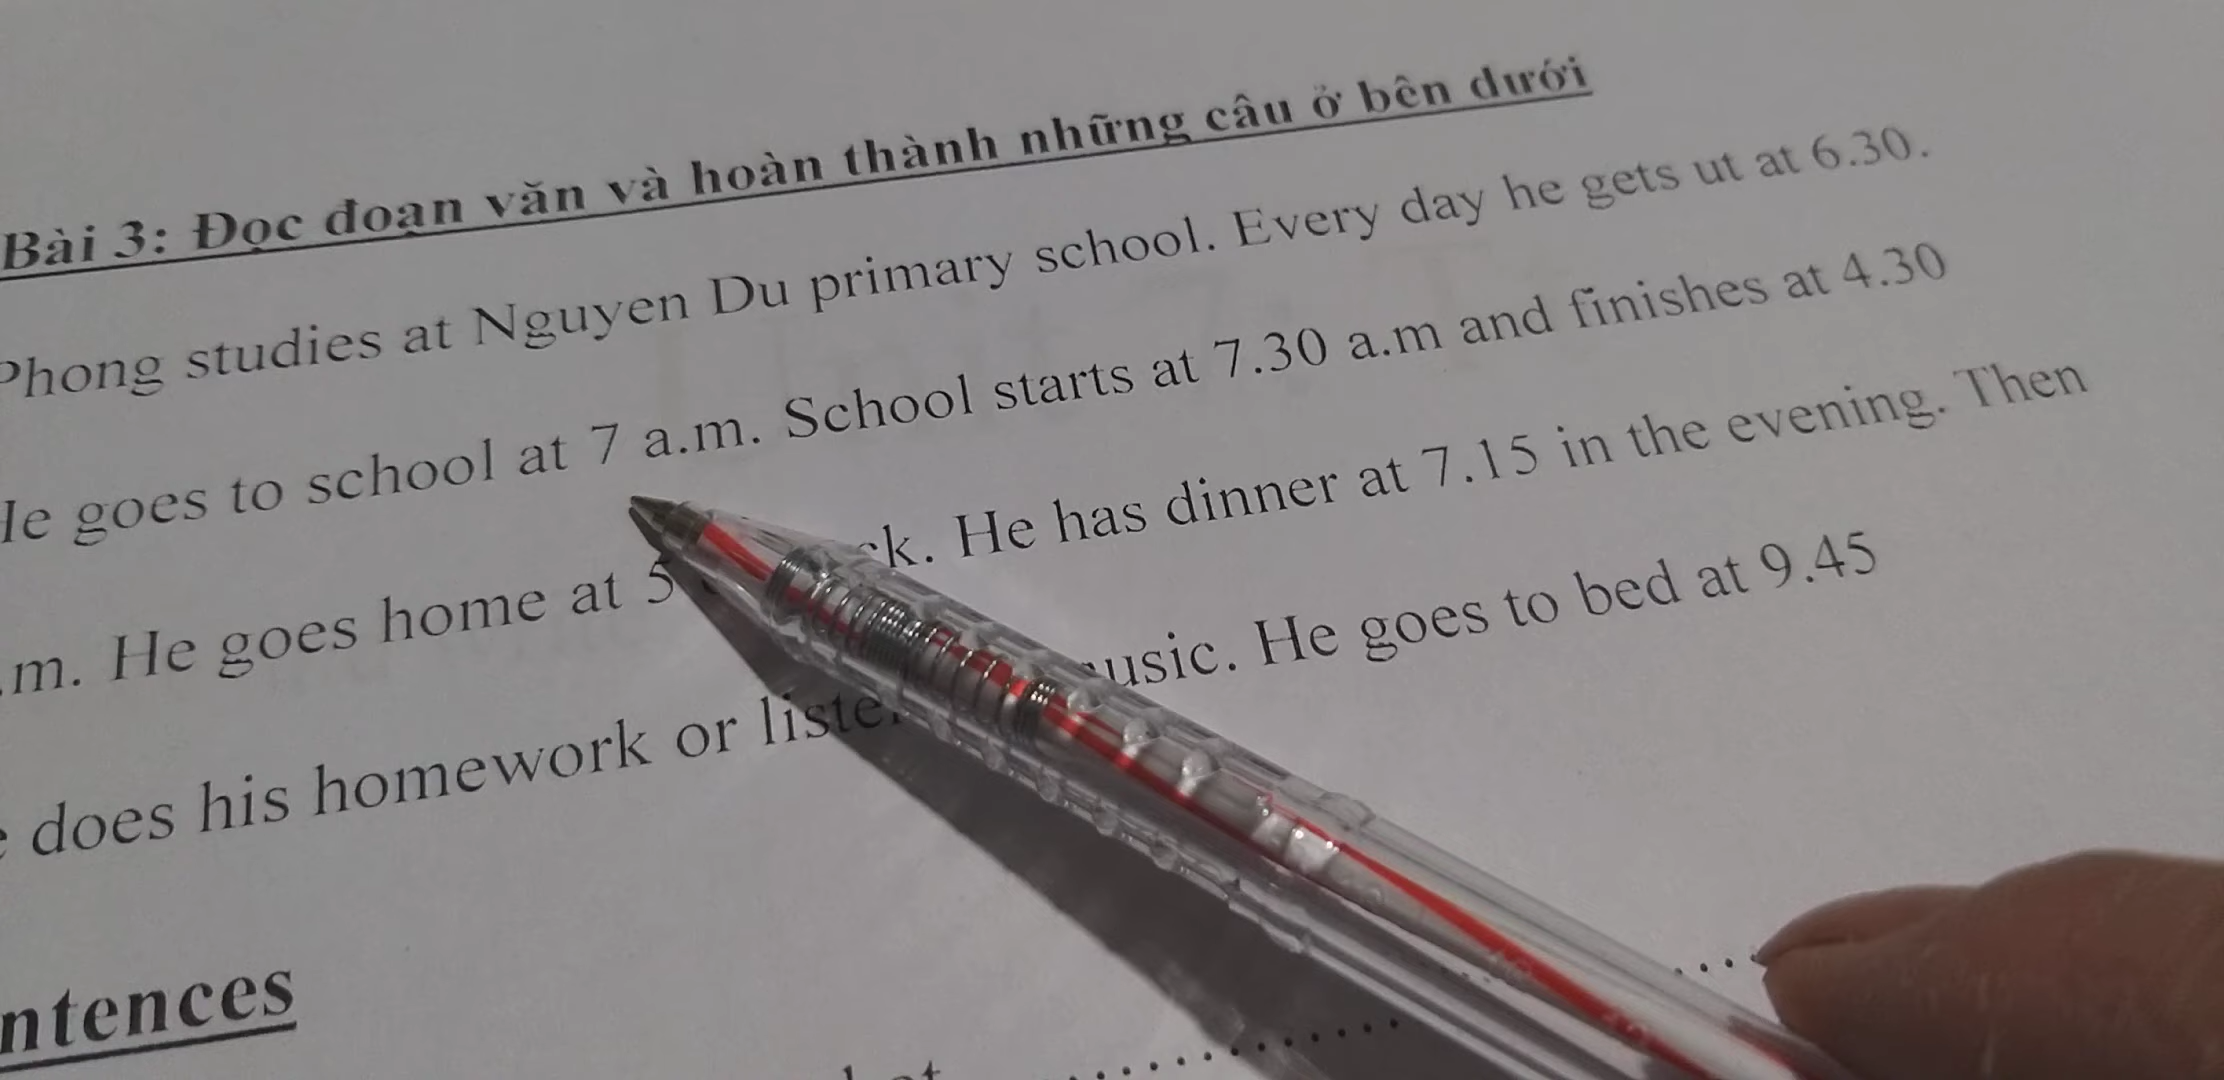 Bài 3: Đọc đoạn văn và hoàn thành những câu ở bên dưới
Phong studies at Nguyen Du primary school. Every day he gets ut at 6.30.
He goes to school at 7 a.m. School starts at 7.30 a.m and finishes at 4.30
.m. He goes home at 5 ck. He has dinner at 7.15 in the evening. Then
does his homework or liste usic. He goes to bed at 9.45
ntences